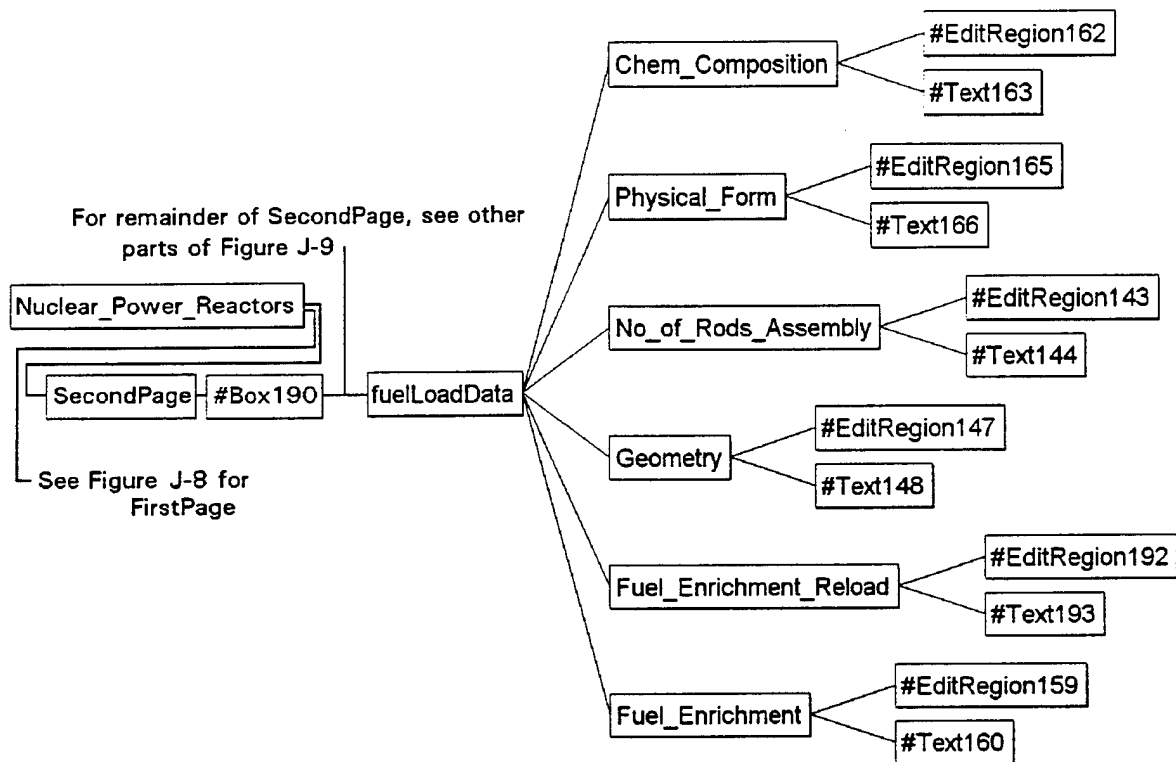 #EditRegion162
Chem_Composition
#Text163
#EditRegion165
Physical_Form
#Text166
For remainder of SecondPage, see other
parts of Figure J-9
Nuclear_Power_Reactors
#EditRegion143
No_of_Rods_Assembly
#Text144
SecondPage
#Box190
fuelLoadData
#EditRegion147
Geometry
#Text148
See Figure J-8 for
FirstPage
#EditRegion192
Fuel_Enrichment_Reload
#Text193
#EditRegion159
Fuel_Enrichment
#Text160